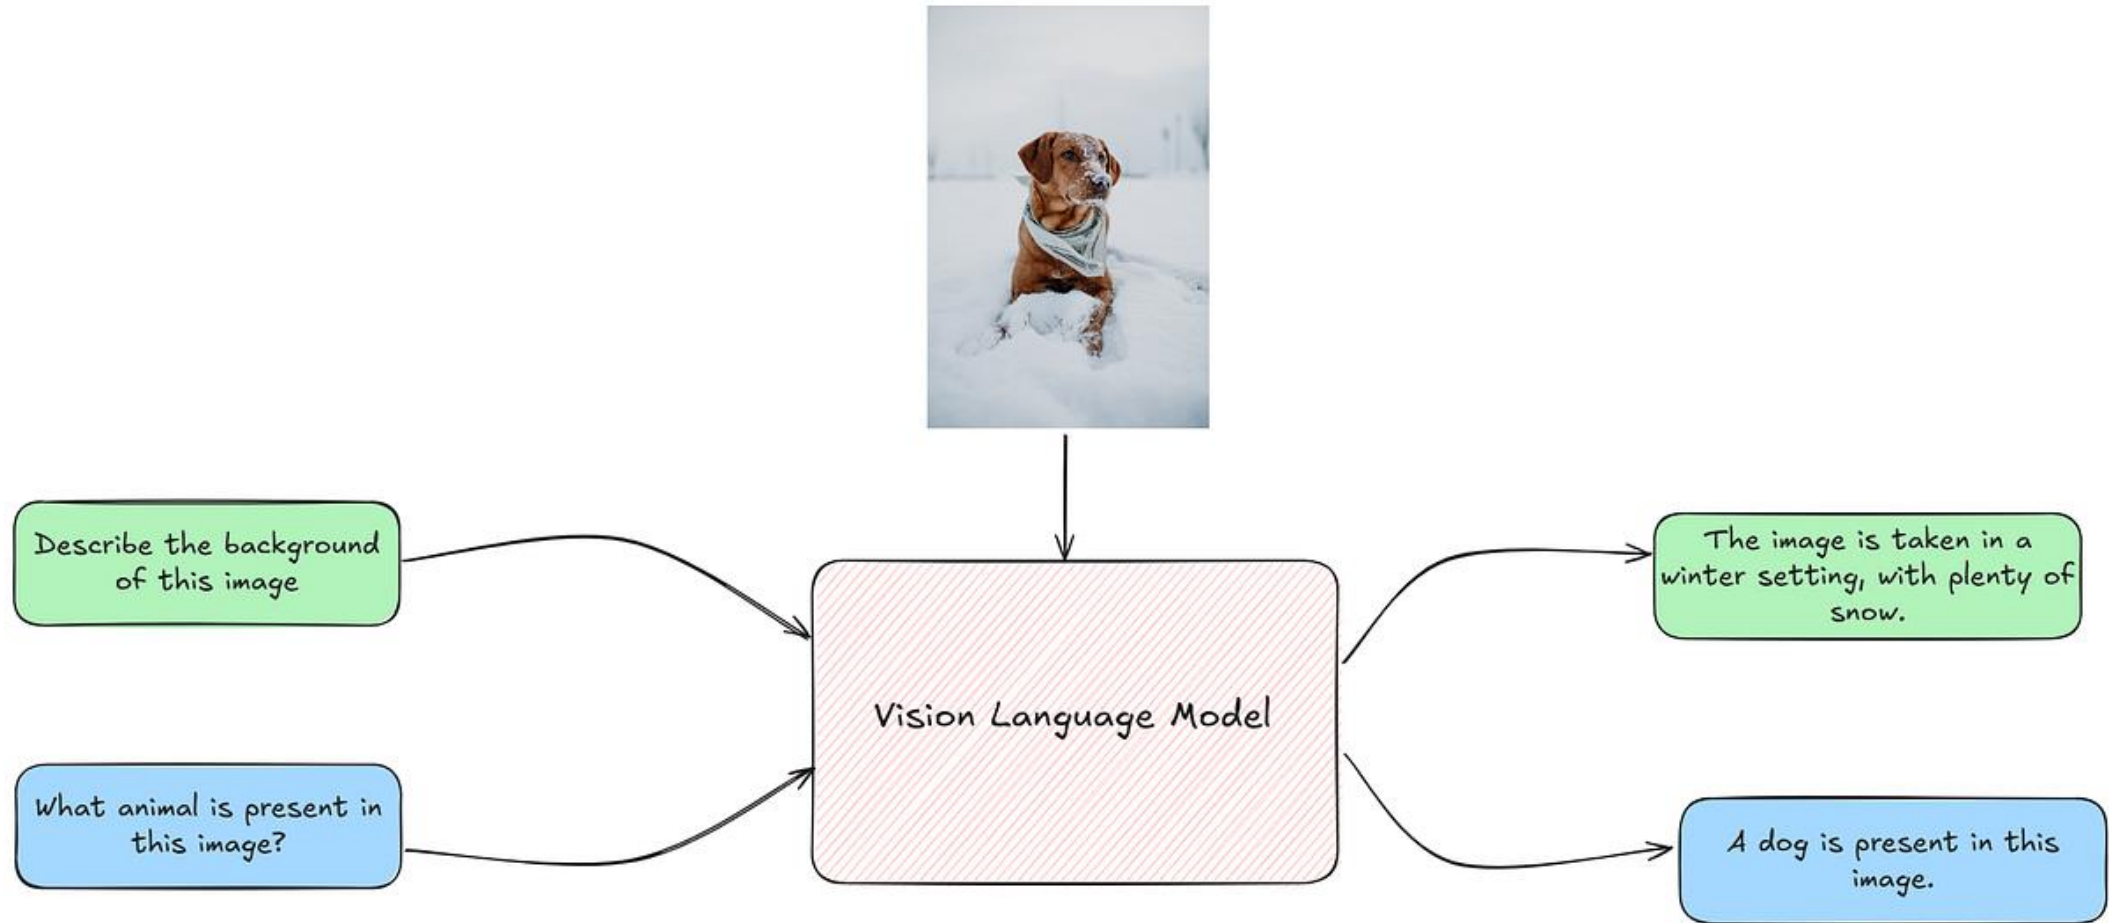 Describe the background
of this image
The image is taken in a
winter setting, with plenty of
snow.
Vision Language Model
What animal is present in
this image?
A dog is present in this
image.